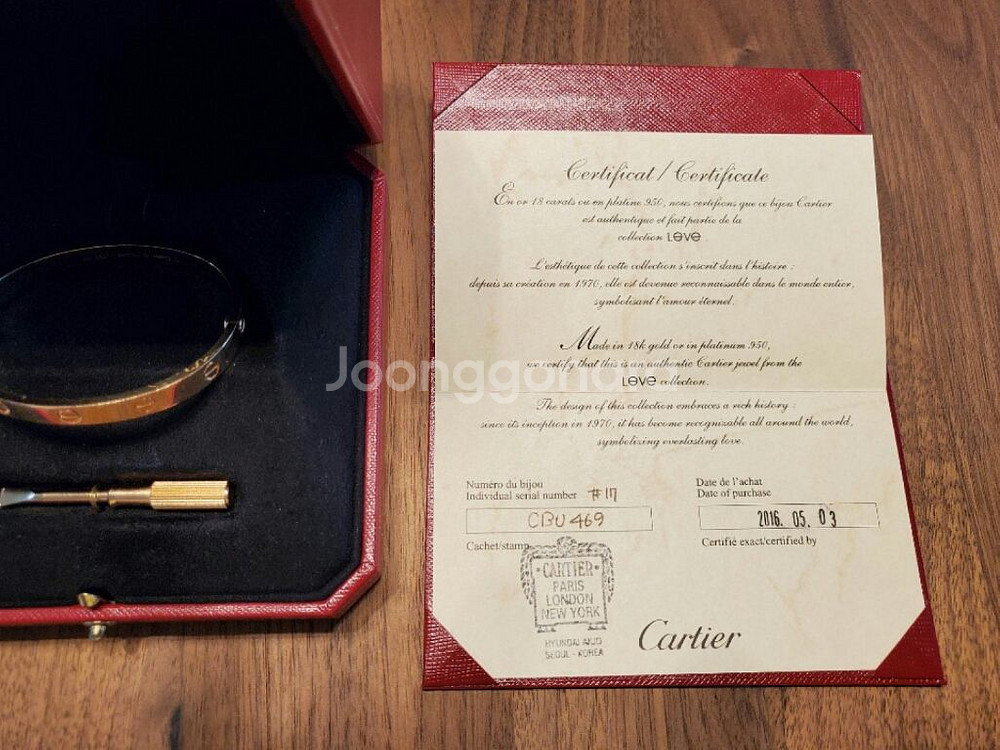 Certificat / Certificate
En or 18 carats ou en platine 950, nous certifions que ce bijou Cartier
est authentique et fait partie de la
collection LOVE.
L'esthétique de cette collection s'inscrit dans l'histoire :
depuis sa création en 1970, elle est devenue reconnaissable dans le monde entier,
symbolisant l'amour éternel.
Made in 18k gold or in platinum 950,
we certify that this is an authentic Cartier jewel from the
LOVE collection.
Joonggona
The design of this collection embraces a rich history :
since its inception in 1970, it has become recognizable all around the world,
symbolizing everlasting love.
Numéro du bijou
Individual serial number #17
CBU469
Date de l'achat
Date of purchase
2016. 05. 03
Cachet/stamp
Certifié exact/certified by
CARTIER
PARIS
LONDON
NEW YORK
HYUNDAI
SEOUL - KOREA
Cartier